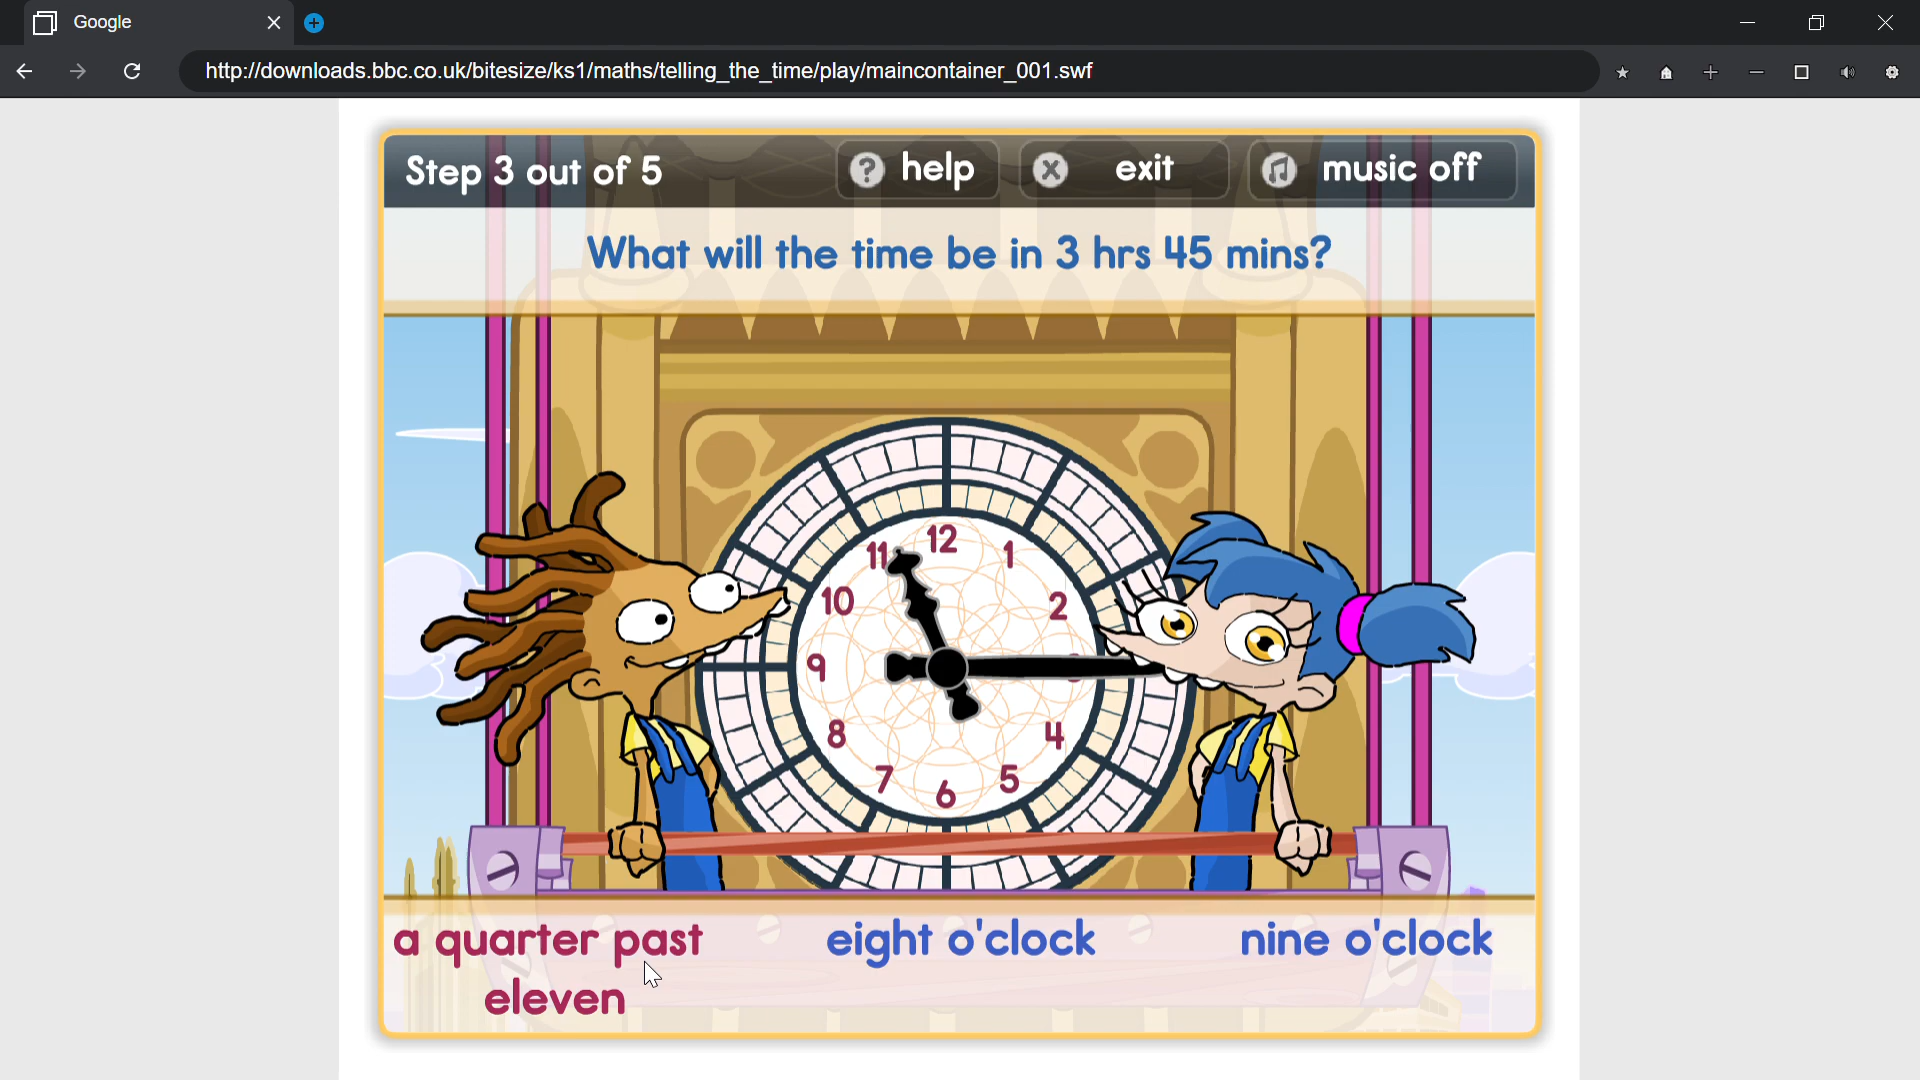 Google
http://downloads.bbc.co.uk/bitesize/ks1/maths/telling_the_time/play/maincontainer_001.swf
Step 3 out of 5
? help
exit
music off
What will the time be in 3 hrs 45 mins?
12
11
1
10
2
9
8
4
7
5
6
a quarter past
eleven
eight o'clock
nine o'clock